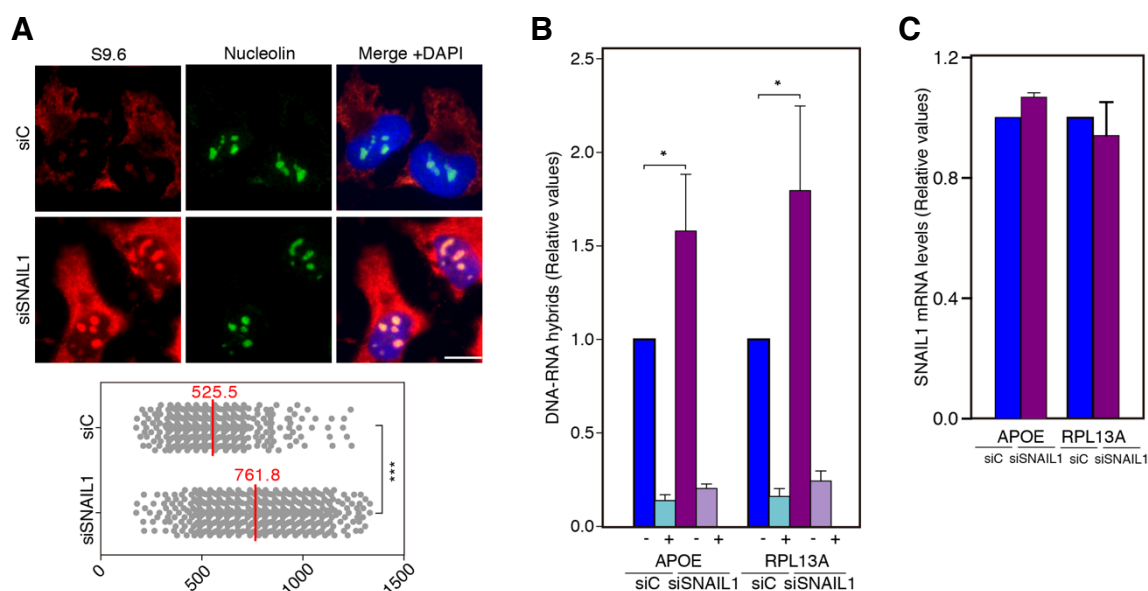 A
S9.6 Nucleolin Merge +DAPI
siC
siSNAIL1
siC
siSNAIL1
525.5
761.8
***
0 500 1000 1500
B
DNA-RNA hybrids (Relative values)
2.5
2.0
1.5
1.0
0.5
0.0
* *
- + - + - + - +
APOE RPL13A
siC siSNAIL1 siC siSNAIL1
C
SNAIL1 mRNA levels (Relative values)
1.2
0.8
0.4
0.0
APOE RPL13A
siC siSNAIL1 siC siSNAIL1